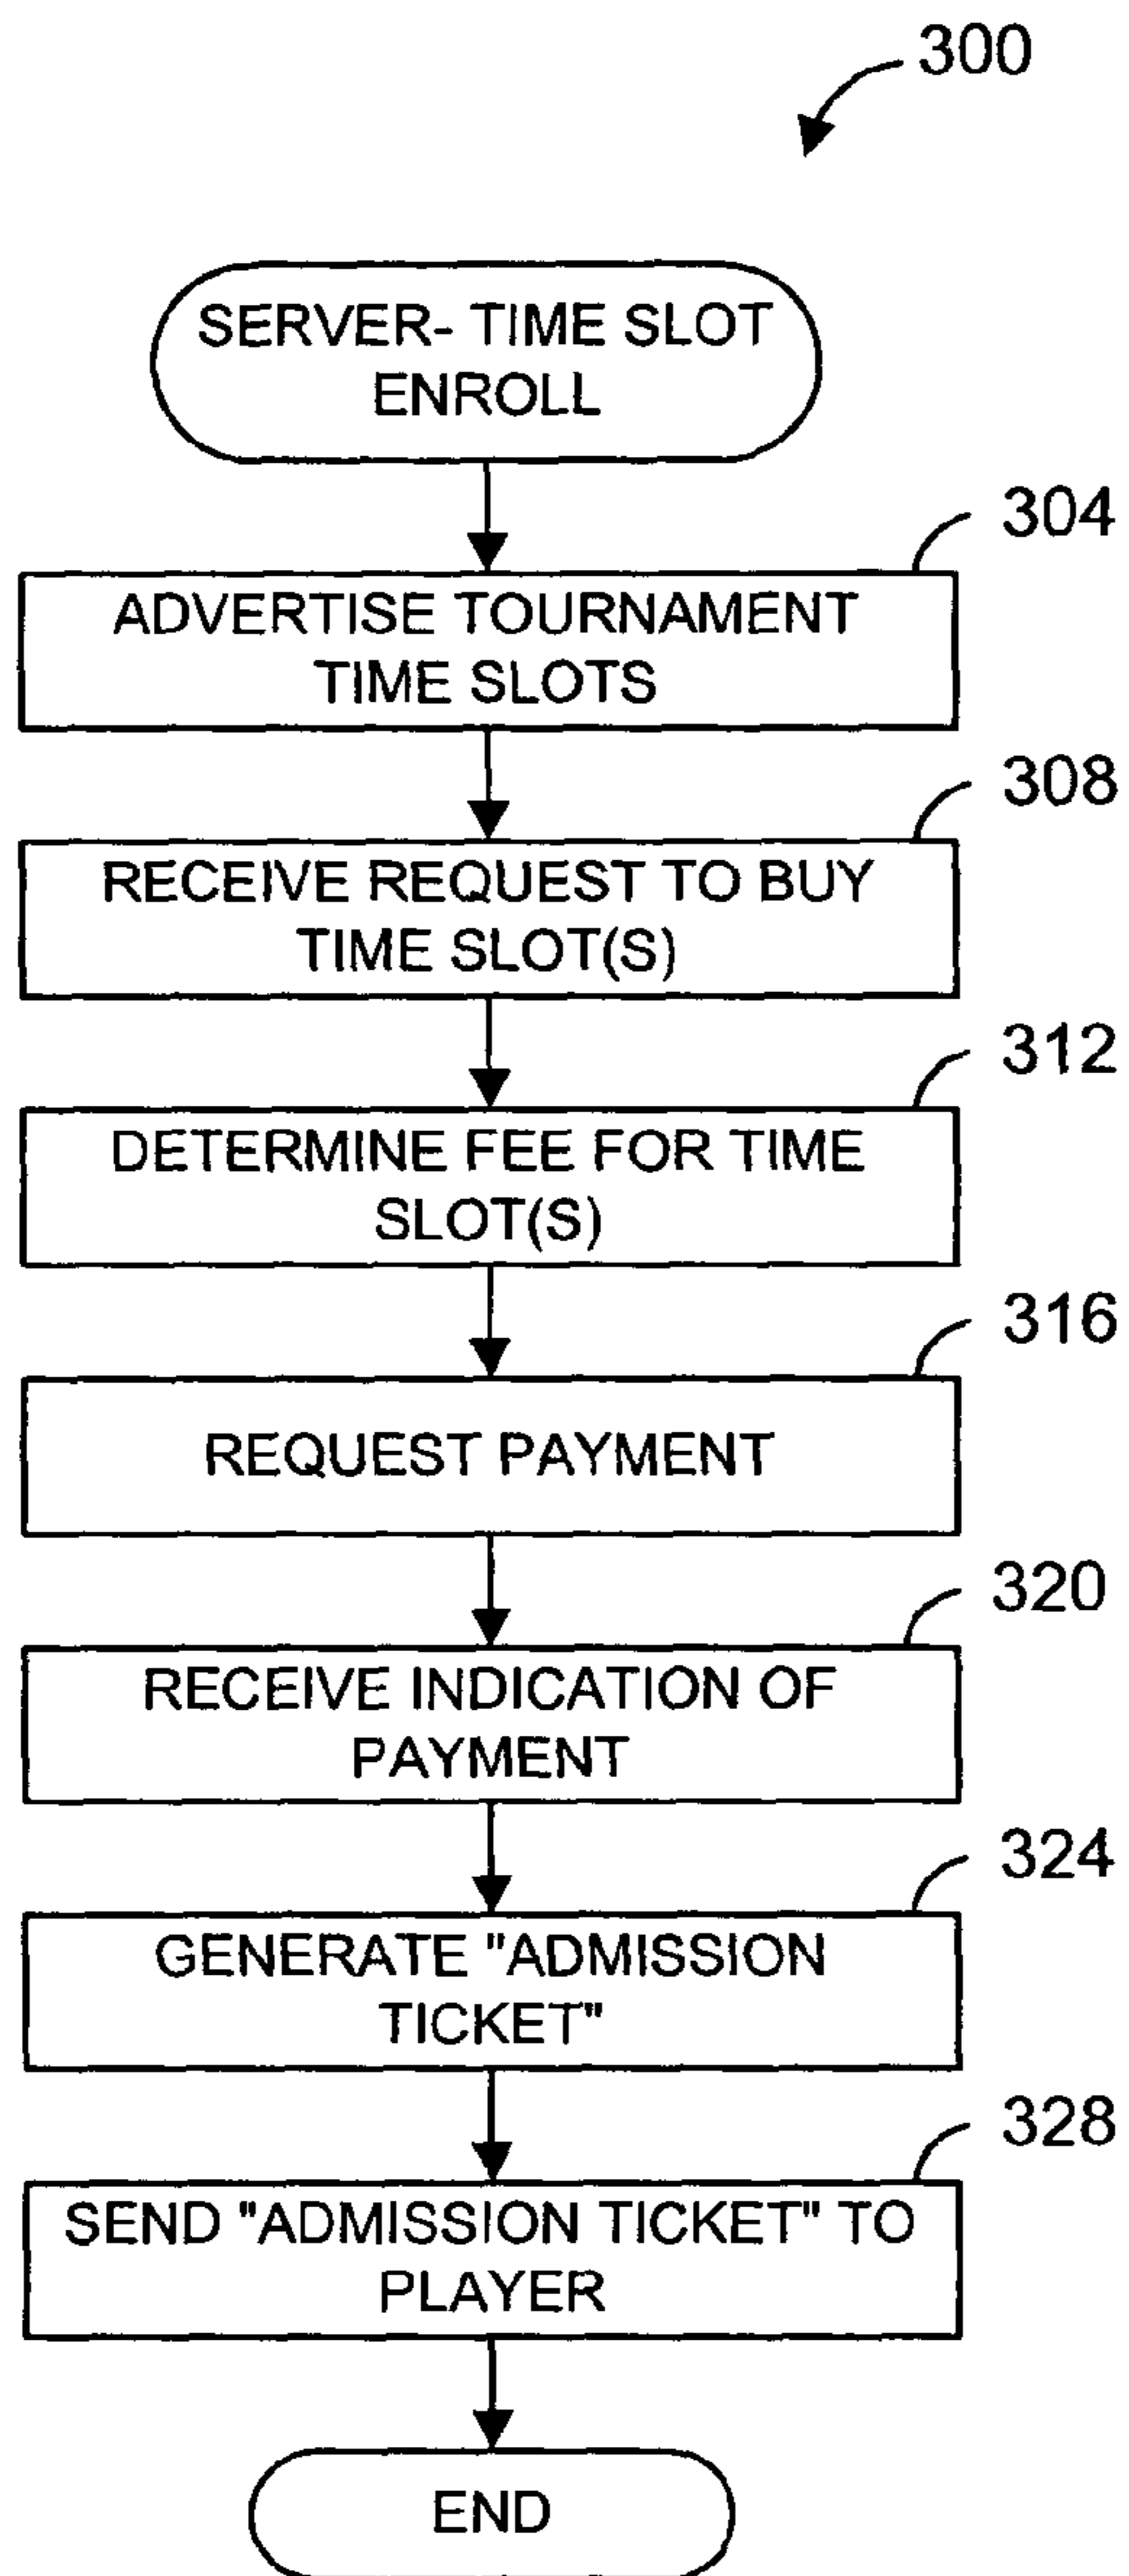 300
SERVER- TIME SLOT
ENROLL
304
ADVERTISE TOURNAMENT
TIME SLOTS
308
RECEIVE REQUEST TO BUY
TIME SLOT(S)
312
DETERMINE FEE FOR TIME
SLOT(S)
316
REQUEST PAYMENT
320
RECEIVE INDICATION OF
PAYMENT
324
GENERATE "ADMISSION
TICKET"
328
SEND "ADMISSION TICKET" TO
PLAYER
END